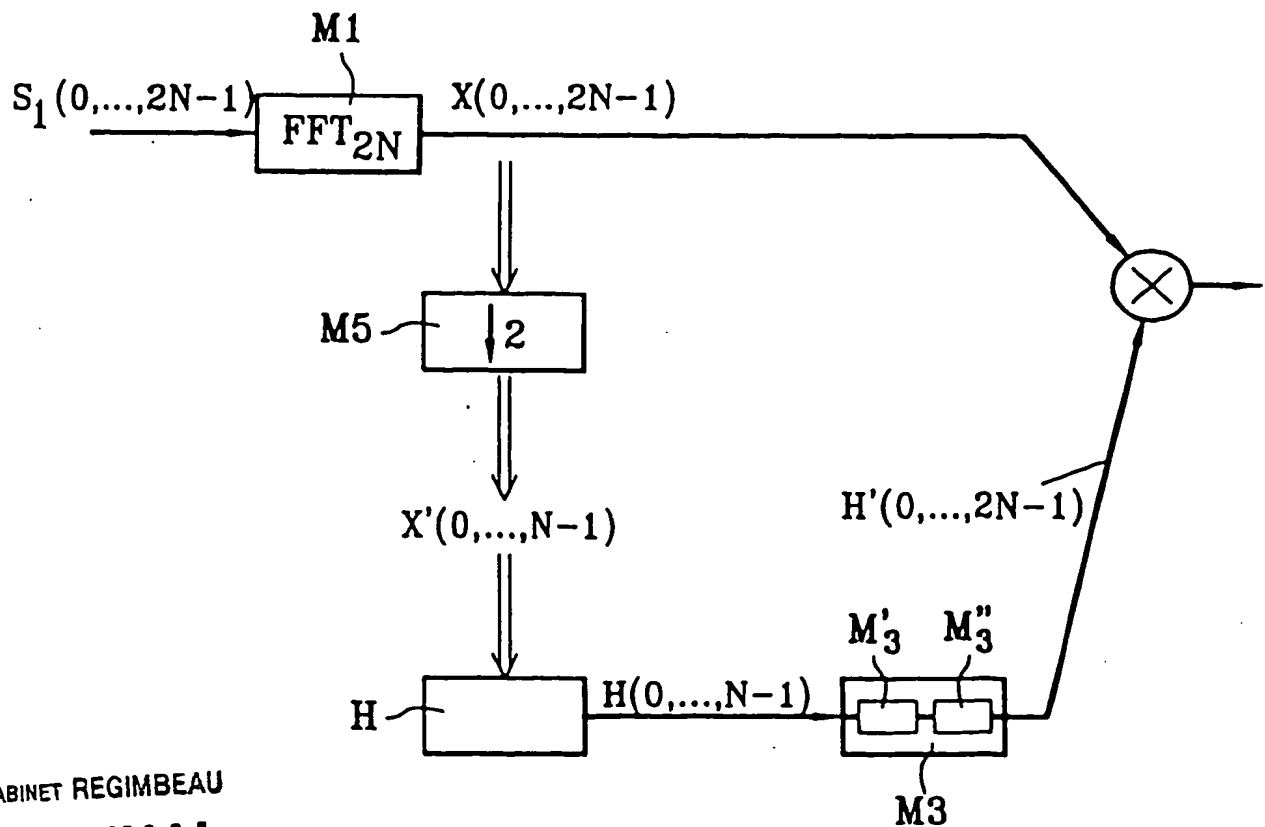 M1
S₁(0,...,2N-1)
FFT₂N
X(0,...,2N-1)
M5
↓2
X'(0,...,N-1)
H'(0,...,2N-1)
M'₃
M''₃
H
H(0,...,N-1)
M3
ABINET REGIMBEAU